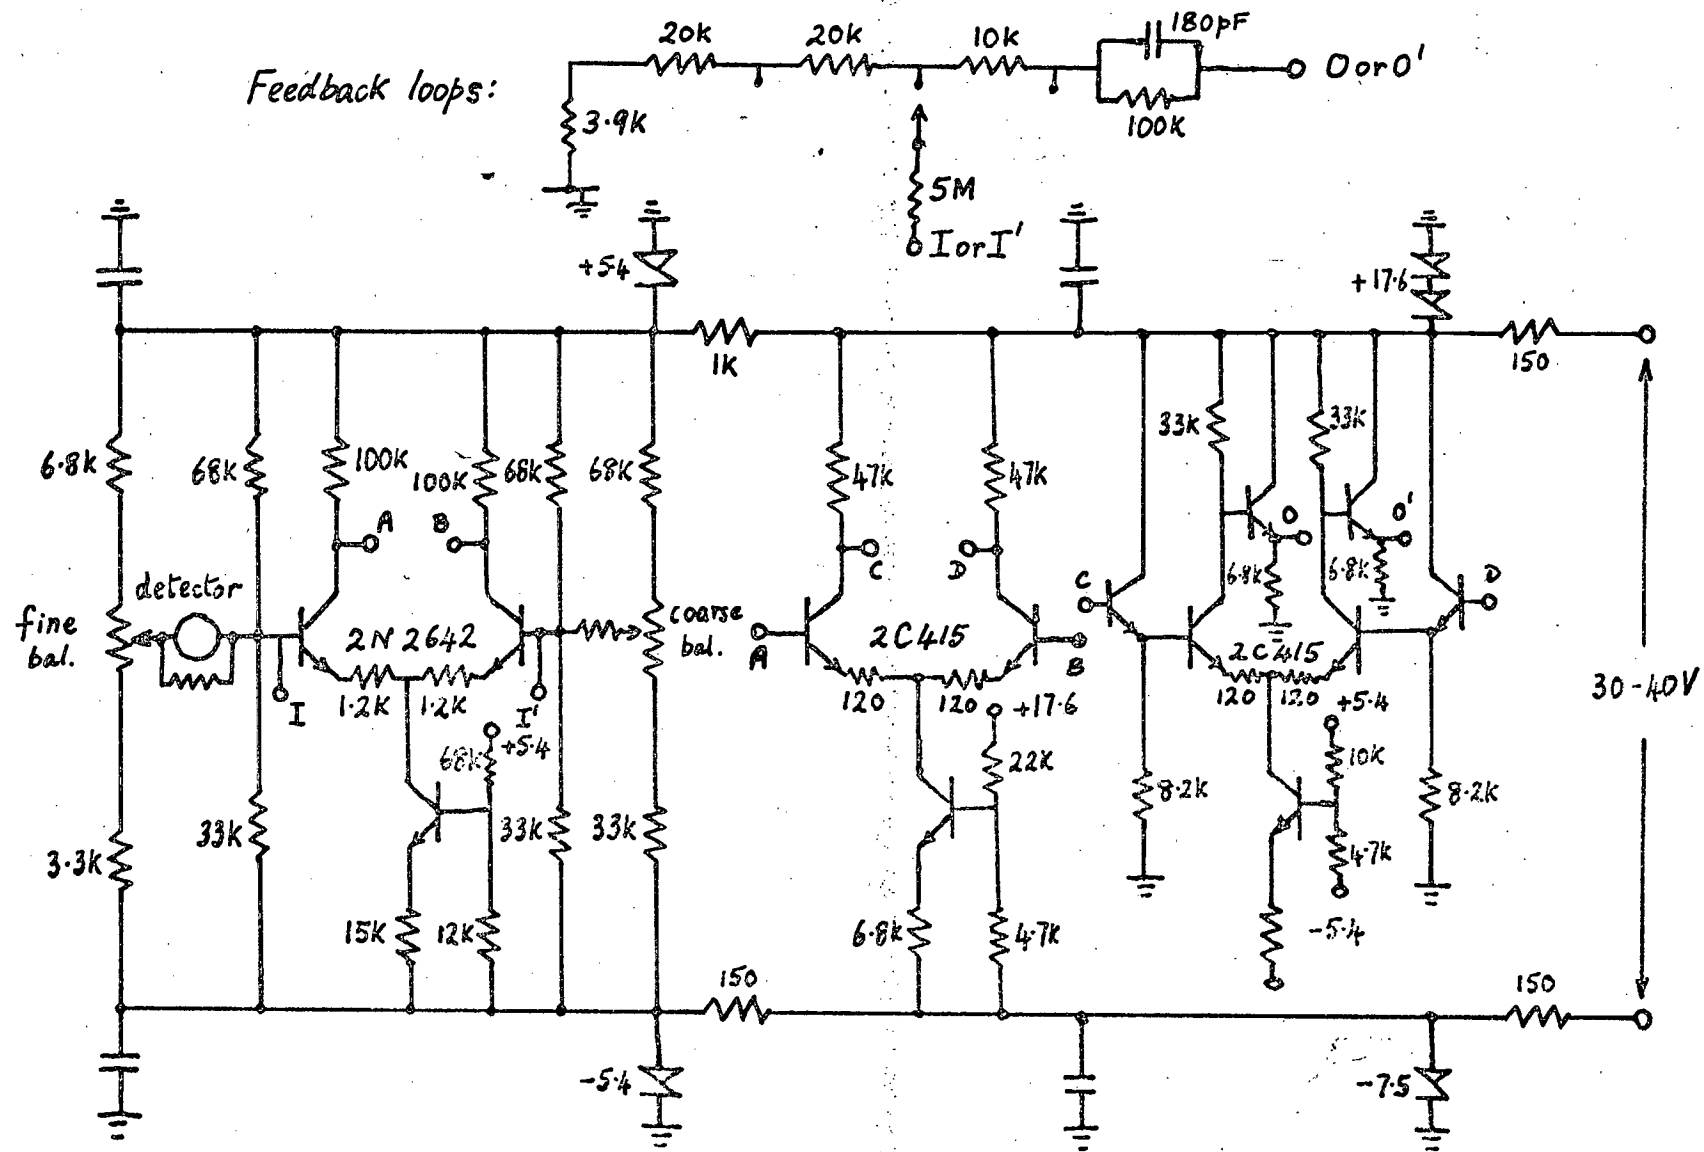 20K
20K
10K
180pF
O or O'
Feedback loops:
3.9K
100K
5M
I or I'
+5.4
+17.6
1K
150
6.8K
68K
100K
100K
68K
68K
47K
47K
33K
33K
A
B
C
D
O
O'
6.8K
6.8K
detector
fine
bal.
2N 2642
coarse
bal.
A
2C415
B
C
2C415
D
I
1.2K
1.2K
I'
120
120
+17.6
120
120
+5.4
30-40V
68K
+5.4
22K
10K
8.2K
8.2K
3.3K
33K
33K
33K
4.7K
15K
12K
6.8K
4.7K
-5.4
150
150
-5.4
-7.5